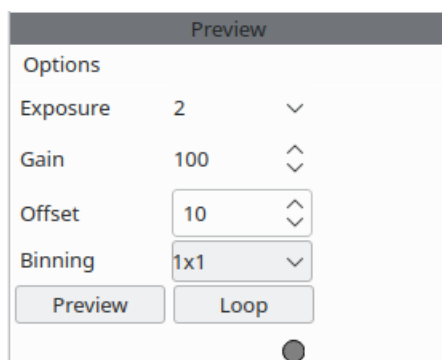 Preview
Options
Exposure 2
Gain 100
Offset 10
Binning 1x1
Preview Loop